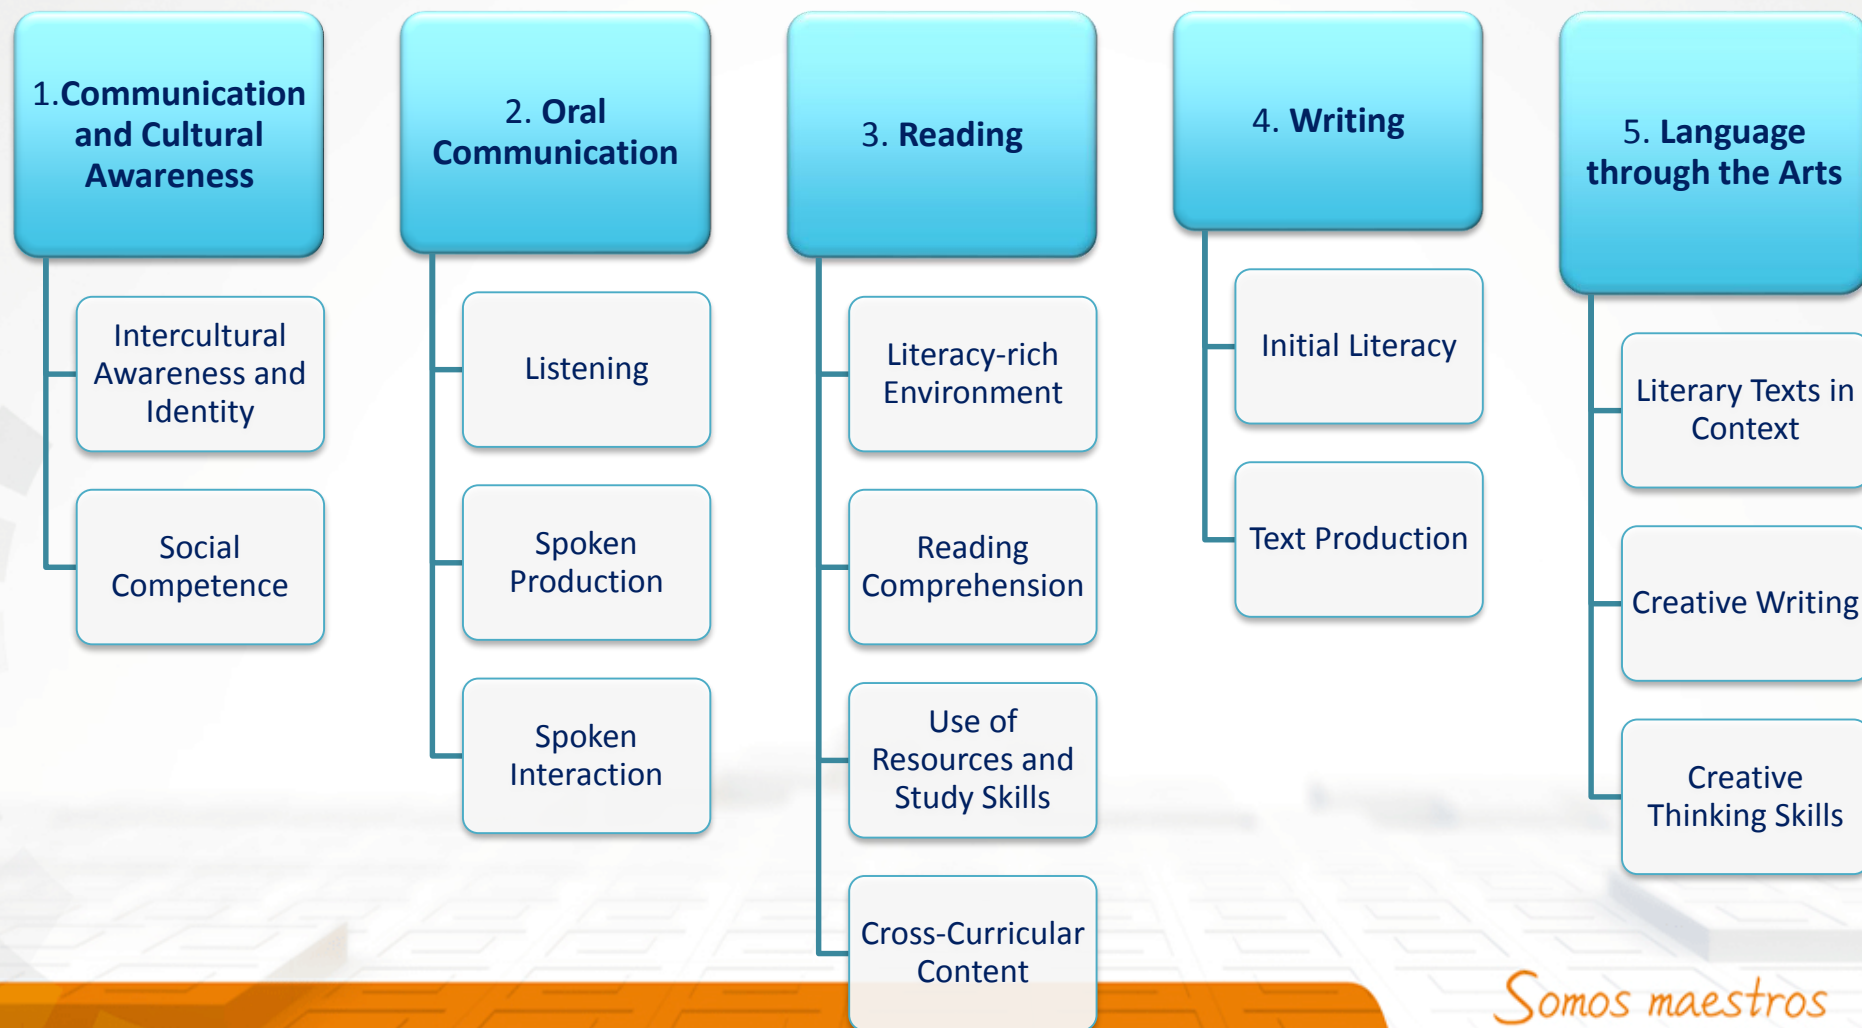 1.Communication
and Cultural
Awareness
Intercultural
Awareness and
Identity
Social
Competence
2. Oral
Communication
Listening
Spoken
Production
Spoken
Interaction
3. Reading
Literacy-rich
Environment
Reading
Comprehension
Use of
Resources and
Study Skills
Cross-Curricular
Content
4. Writing
Initial Literacy
Text Production
5. Language
through the Arts
Literary Texts in
Context
Creative Writing
Creative
Thinking Skills
Somos maestros